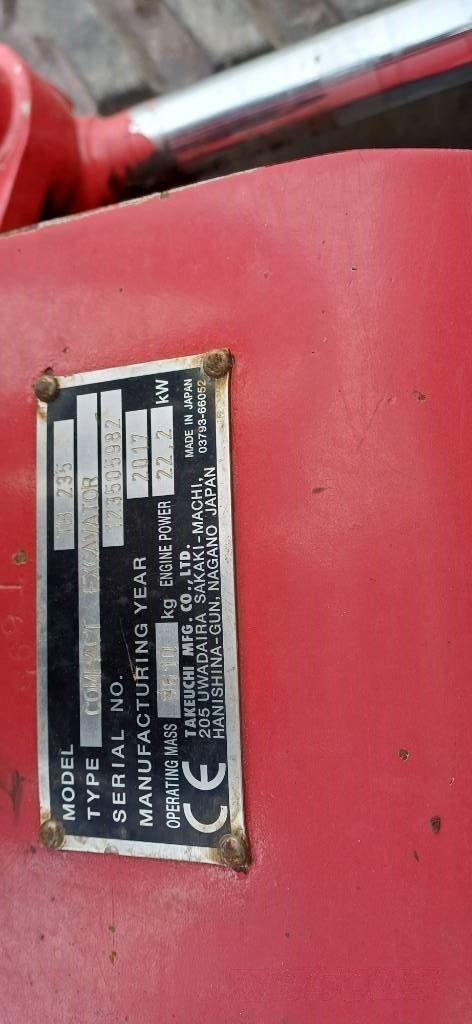 MODEL TB 235
TYPE COMPACT EXCAVATOR
SERIAL NO. 123505982
MANUFACTURING YEAR 2017
OPERATING MASS kg ENGINE POWER 22,2 kW
TAKEUCHI MFG. CO., LTD. MADE IN JAPAN
205 UWADAIRA SAKAKI-MACHI, 03793-66052
HANISHINA-GUN, NAGANO JAPAN
CE